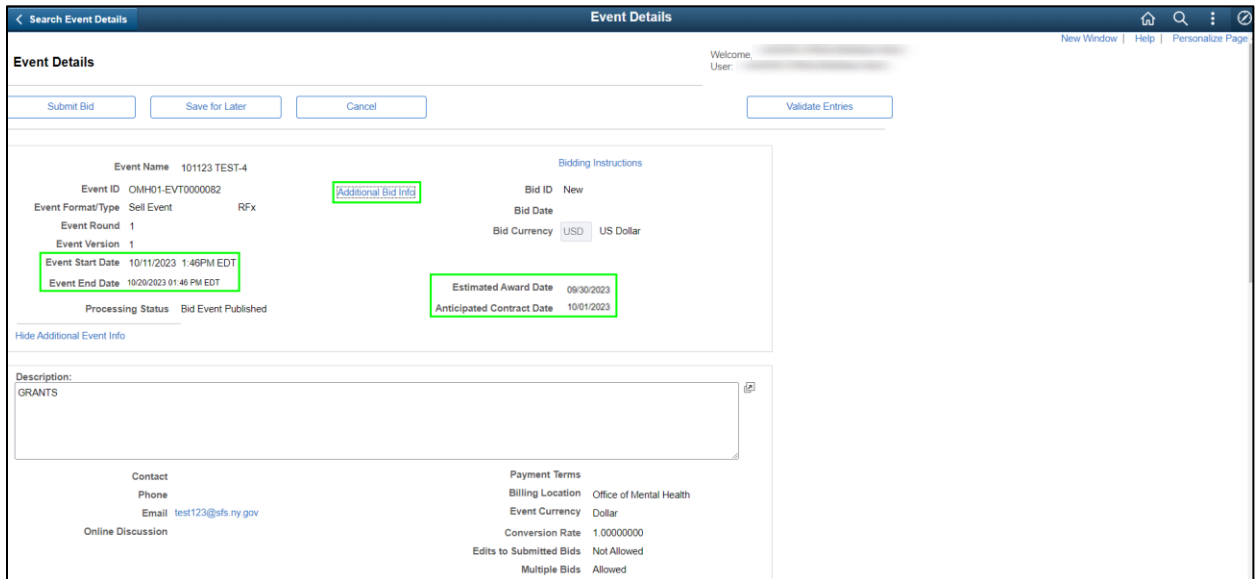 Search Event Details
Event Details
New Window | Help | Personalize Page
Event Details
Welcome,
User:
Submit Bid
Save for Later
Cancel
Validate Entries
Event Name 101123 TEST-4
Bidding Instructions
Event ID OMH01-EVT0000082
Additional Bid Info
Bid ID New
Event Format/Type Sell Event RFx
Bid Date
Event Round 1
Bid Currency USD US Dollar
Event Version 1
Event Start Date 10/11/2023 1:46PM EDT
Event End Date 10/20/2023 01:46 PM EDT
Estimated Award Date 09/30/2023
Anticipated Contract Date 10/01/2023
Processing Status Bid Event Published
Hide Additional Event Info
Description:
GRANTS
Contact
Payment Terms
Phone
Billing Location Office of Mental Health
Email test123@sfs.ny.gov
Event Currency Dollar
Online Discussion
Conversion Rate 1.00000000
Edits to Submitted Bids Not Allowed
Multiple Bids Allowed